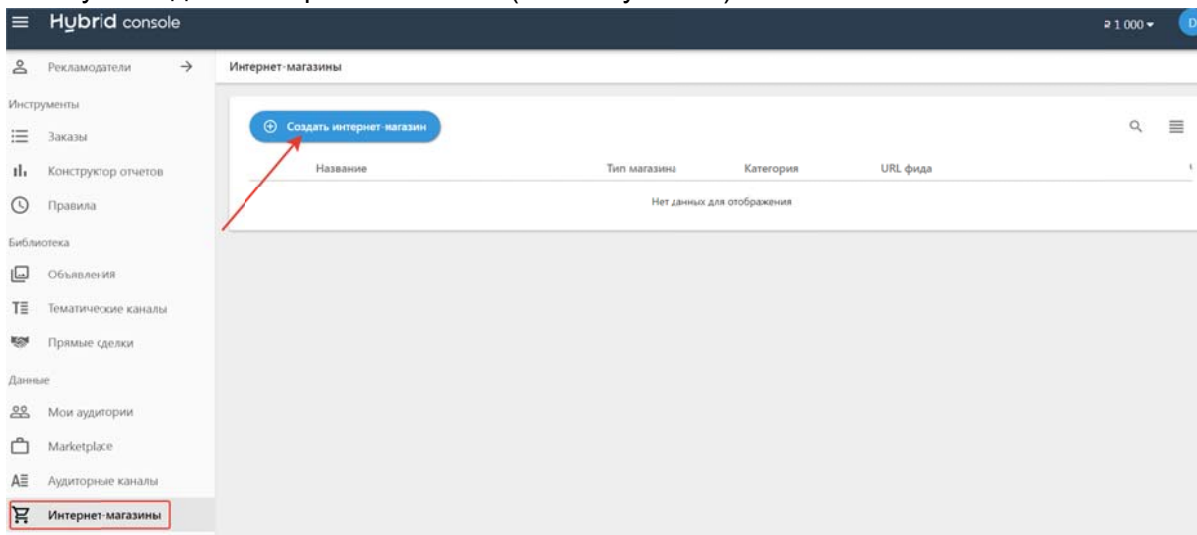 Hybrid console
₽ 1 000
D
Рекламодатели
Интернет-магазины
Инструменты
Заказы
Конструктор отчетов
Правила
Библиотека
Объявления
Тематические каналы
Прямые сделки
Данные
Мои аудитории
Marketplace
Аудиторные каналы
Интернет-магазины
Создать интернет-магазин
Название Тип магазина Категория URL фида
Нет данных для отображения